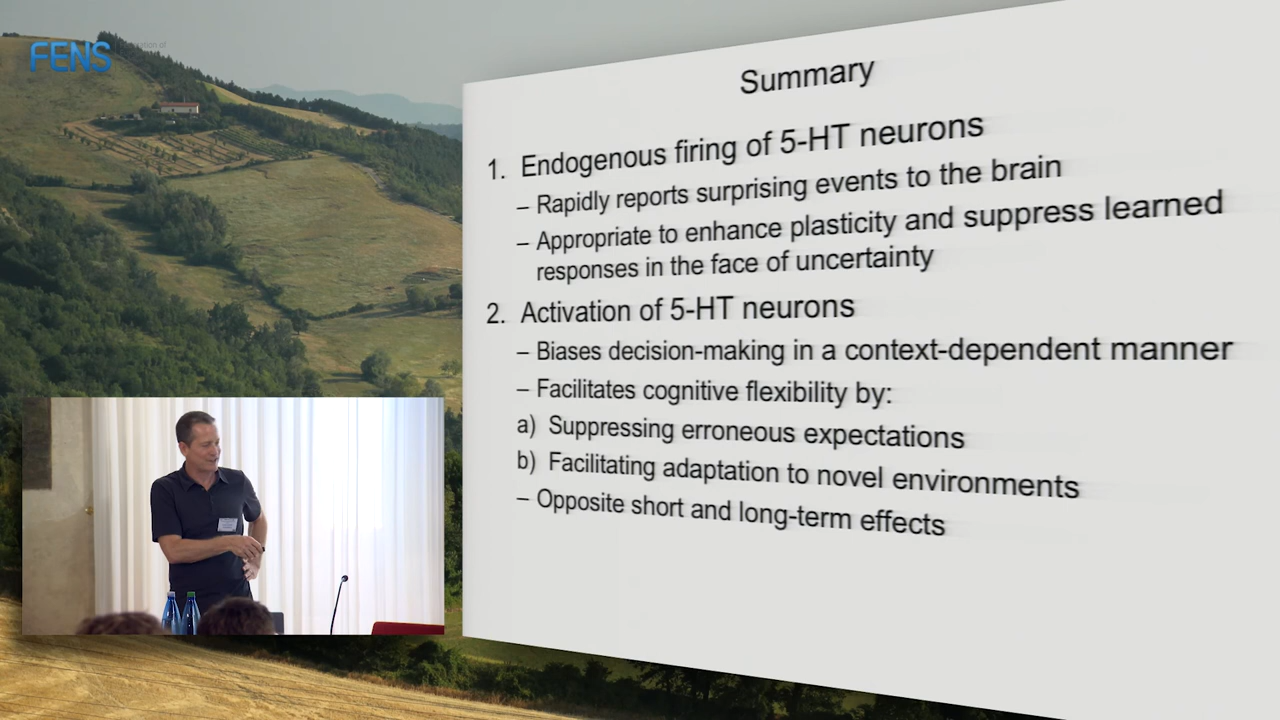 FENS
Summary
1. Endogenous firing of 5-HT neurons
– Rapidly reports surprising events to the brain
– Appropriate to enhance plasticity and suppress learned
responses in the face of uncertainty
2. Activation of 5-HT neurons
– Biases decision-making in a context-dependent manner
– Facilitates cognitive flexibility by:
a) Suppressing erroneous expectations
b) Facilitating adaptation to novel environments
– Opposite short and long-term effects